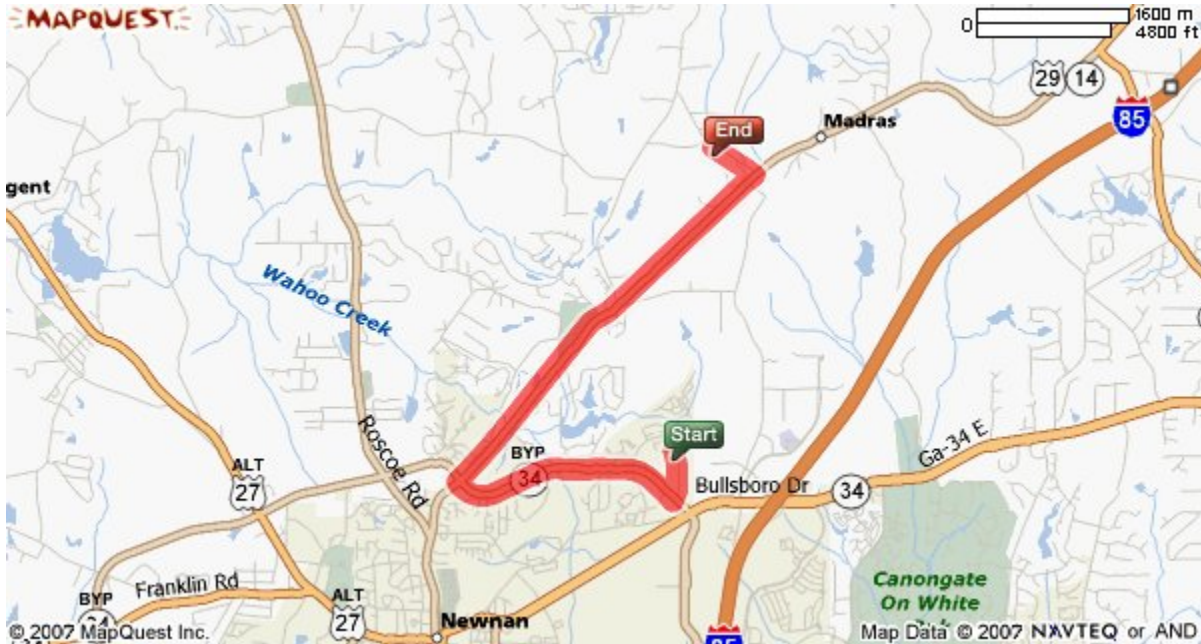 MAPQUEST
0
1600 m
4800 ft
29
14
85
End
Madras
gent
Wahoo Creek
Start
Roscoe Rd
BYP
34
Bullsboro Dr
34
Ga-34 E
ALT
27
Franklin Rd
BYP
ALT
27
Newnan
85
Canongate
On White
© 2007 MapQuest Inc.
Map Data © 2007 NAVTEQ or AND